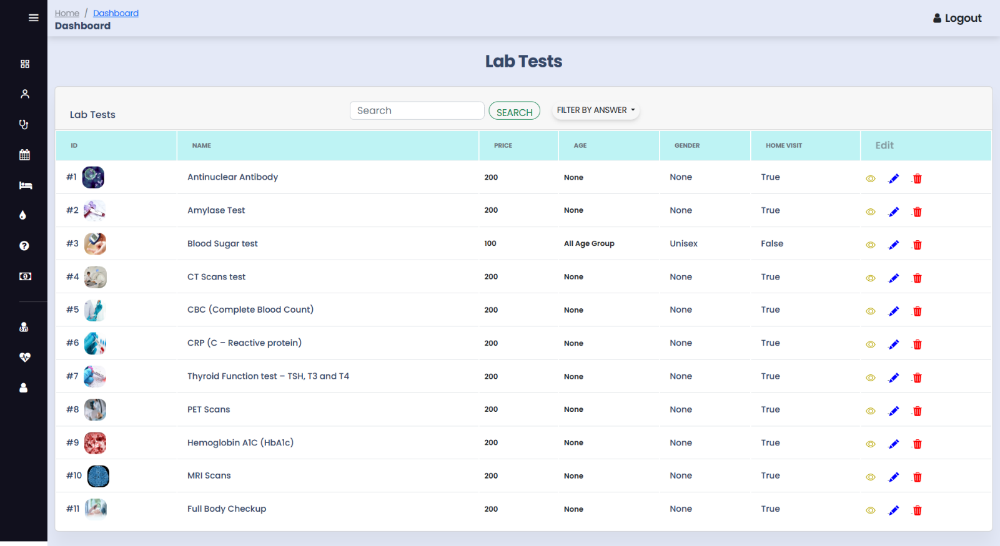 Home / Dashboard
Dashboard
Logout
Lab Tests
Lab Tests
Search
SEARCH
FILTER BY ANSWER
ID NAME PRICE AGE GENDER HOME VISIT Edit
#1 Antinuclear Antibody 200 None None True
#2 Amylase Test 200 None None True
#3 Blood Sugar test 100 All Age Group Unisex False
#4 CT Scans test 200 None None True
#5 CBC (Complete Blood Count) 200 None None True
#6 CRP (C – Reactive protein) 200 None None True
#7 Thyroid Function test – TSH, T3 and T4 200 None None True
#8 PET Scans 200 None None True
#9 Hemoglobin A1C (HbA1c) 200 None None True
#10 MRI Scans 200 None None True
#11 Full Body Checkup 200 None None True